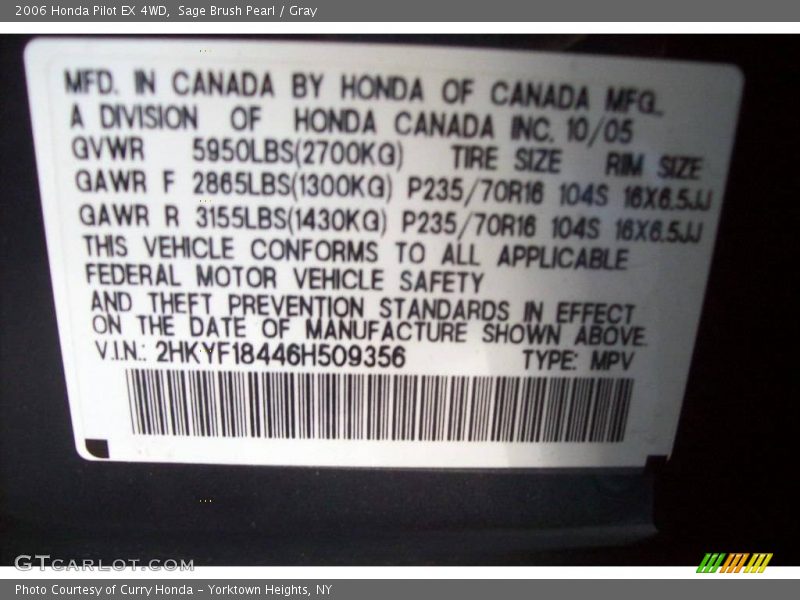 2006 Honda Pilot EX 4WD,  Sage Brush Pearl / Gray
MFD. IN CANADA BY HONDA OF CANADA MFG.,
A DIVISION OF HONDA CANADA INC. 10/05
GVWR 5950LBS(2700KG) TIRE SIZE RIM SIZE
GAWR F 2865LBS(1300KG) P235/70R16 104S 16X6.5JJ
GAWR R 3155LBS(1430KG) P235/70R16 104S 16X6.5JJ
THIS VEHICLE CONFORMS TO ALL APPLICABLE
FEDERAL MOTOR VEHICLE SAFETY
AND THEFT PREVENTION STANDARDS IN EFFECT
ON THE DATE OF MANUFACTURE SHOWN ABOVE.
V.I.N.: 2HKYF18446H509356 TYPE: MPV
GTCARLOT.COM
Photo Courtesy of Curry Honda - Yorktown Heights, NY